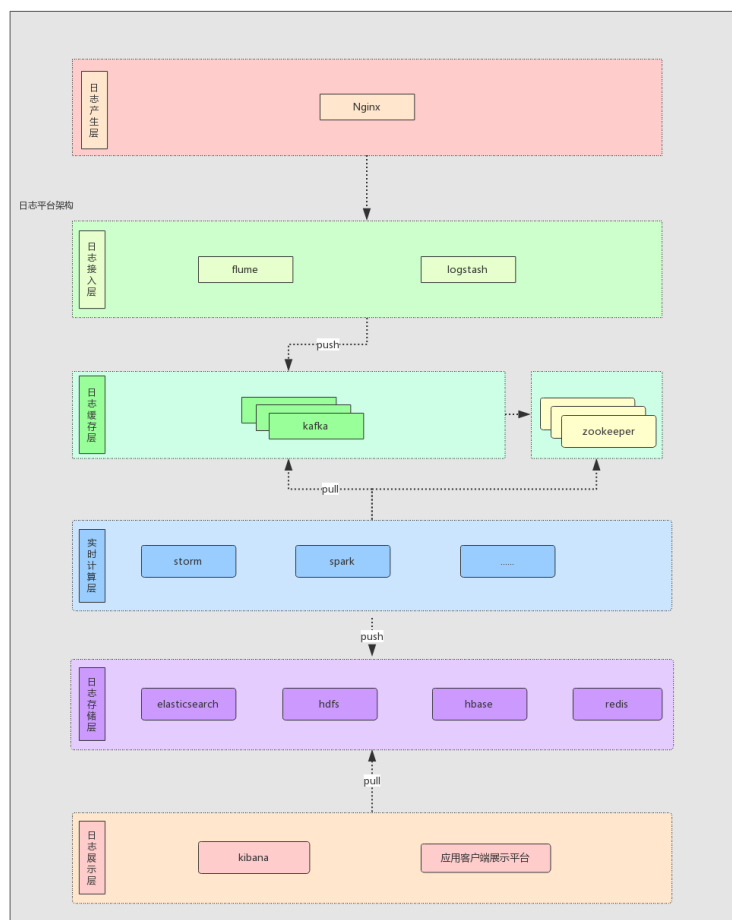 日志产生层
Nginx
日志平台架构
日志接入层
flume
logstash
push
日志缓存层
kafka
zookeeper
pull
实时计算层
storm
spark
......
push
日志存储层
elasticsearch
hdfs
hbase
redis
pull
日志展示层
kibana
应用客户端展示平台